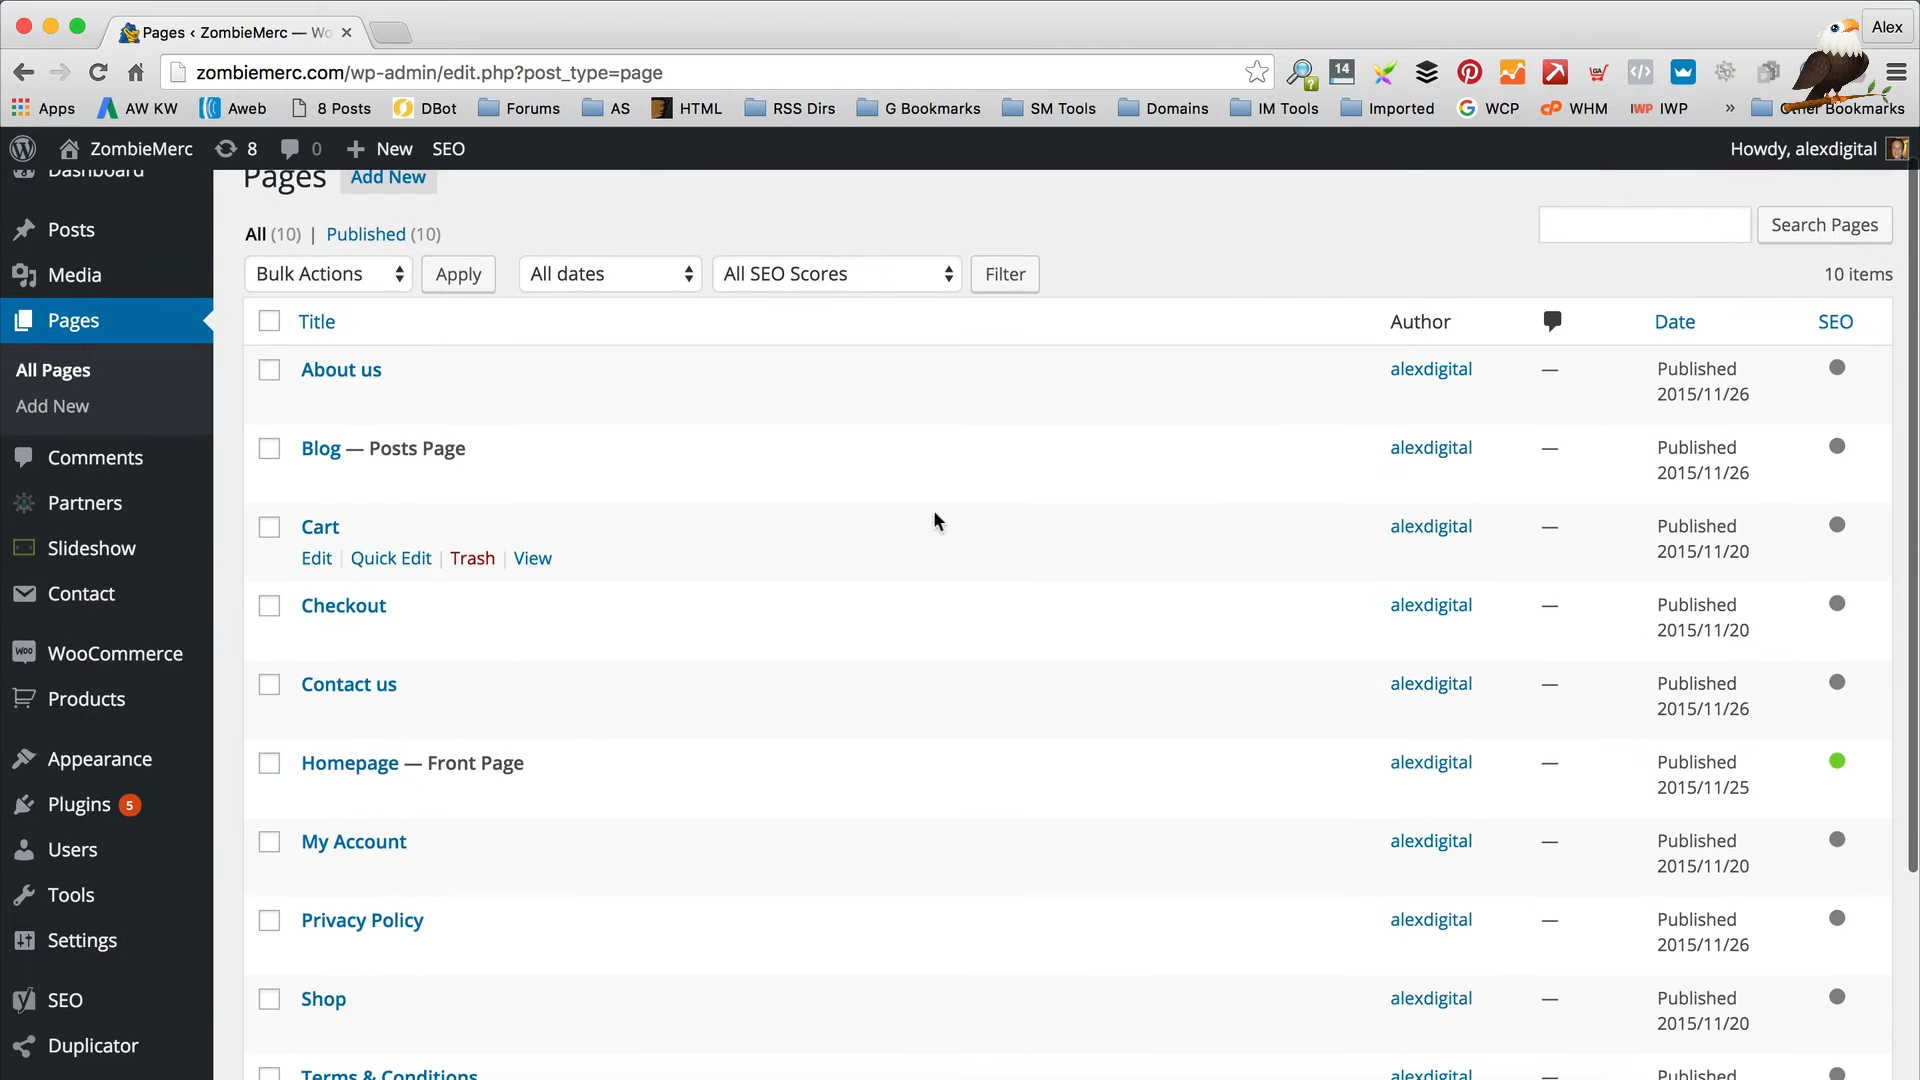 Pages ‹ ZombieMerc — Wo
Alex
zombiemerc.com/wp-admin/edit.php?post_type=page
14
Apps AW KW Aweb 8 Posts DBot Forums AS HTML RSS Dirs G Bookmarks SM Tools Domains IM Tools Imported WCP WHM IWP IWP » Other Bookmarks
ZombieMerc 8 0 New SEO
Howdy, alexdigital
Dashboard
Posts
Media
Pages
All Pages
Add New
Comments
Partners
Slideshow
Contact
WooCommerce
Products
Appearance
Plugins 5
Users
Tools
Settings
SEO
Duplicator
Pages Add New
All (10) | Published (10)
Search Pages
Bulk Actions Apply All dates All SEO Scores Filter
10 items
Title Author Date SEO
About us alexdigital — Published
2015/11/26
Blog — Posts Page alexdigital — Published
2015/11/26
Cart alexdigital — Published
2015/11/20
Edit | Quick Edit | Trash | View
Checkout alexdigital — Published
2015/11/20
Contact us alexdigital — Published
2015/11/26
Homepage — Front Page alexdigital — Published
2015/11/25
My Account alexdigital — Published
2015/11/20
Privacy Policy alexdigital — Published
2015/11/26
Shop alexdigital — Published
2015/11/20
Terms & Conditions alexdigital — Published